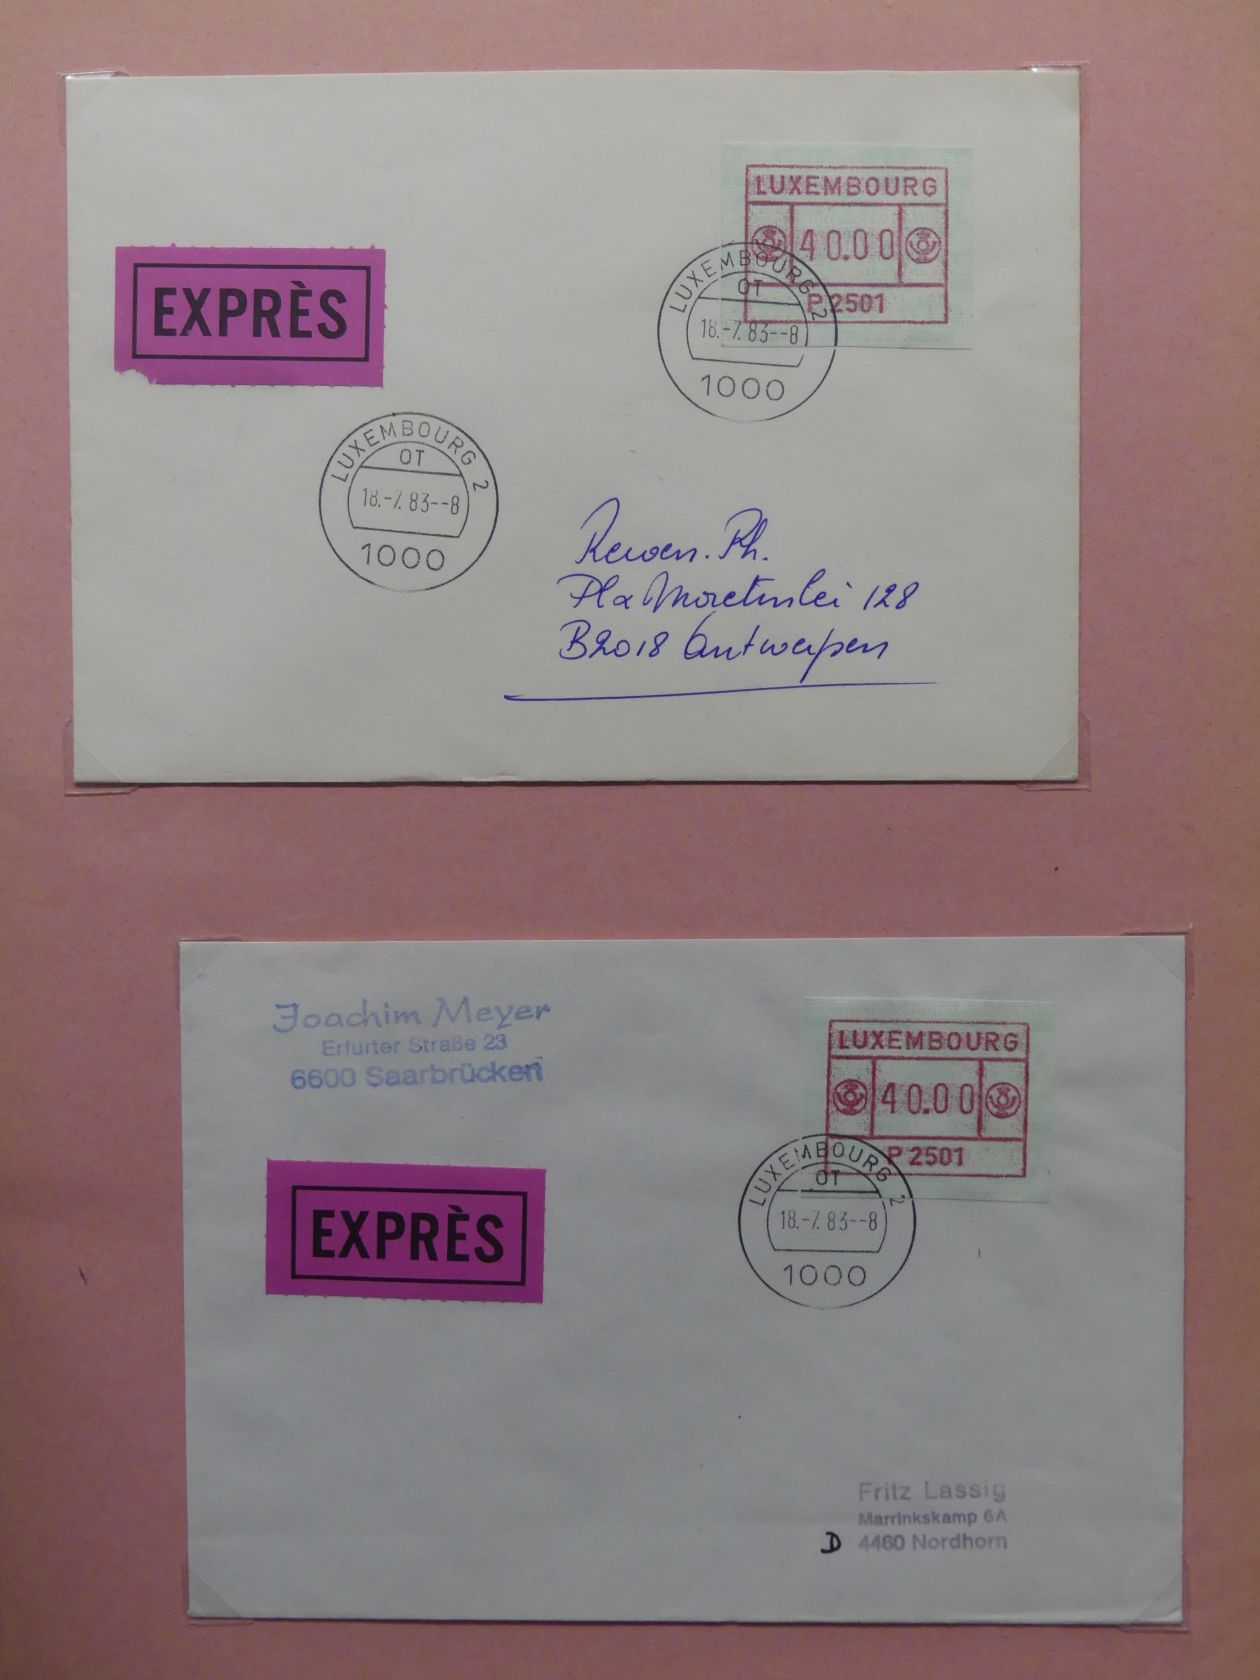 LUXEMBOURG
40.00
P 2501
LUXEMBOURG 2
OT
18.-7.83--8
1000
EXPRÈS
LUXEMBOURG 2
OT
18.-7.83--8
1000
Ph.
128
B2018 Antwerpen
Joachim Meyer
Erfurter Straße 23
6600 Saarbrücken
LUXEMBOURG
40.00
P 2501
LUXEMBOURG 2
OT
18.-7.83--8
1000
EXPRÈS
Fritz Lassig
Marrinkskamp 6A
D 4460 Nordhorn